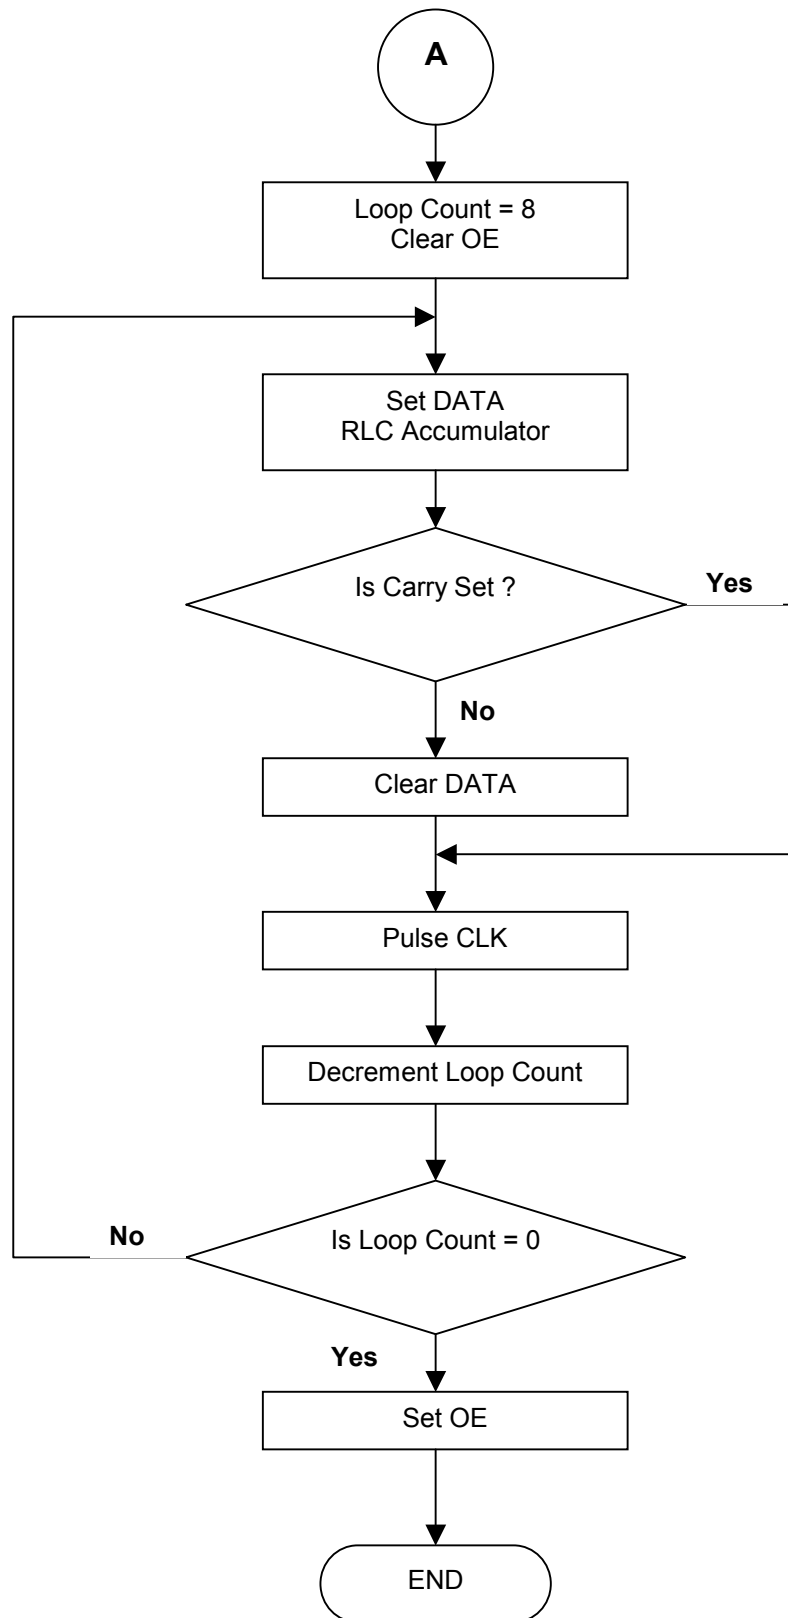 A
Loop Count = 8
Clear OE
Set DATA
RLC Accumulator
Is Carry Set ?
Yes
No
Clear DATA
Pulse CLK
Decrement Loop Count
Is Loop Count = 0
No
Yes
Set OE
END